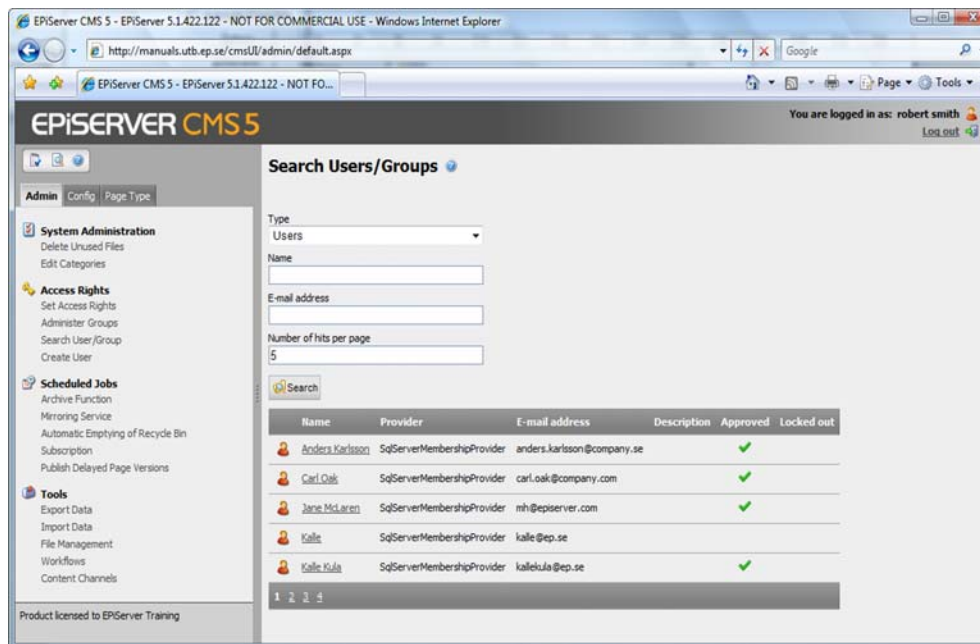 EPiServer CMS 5 - EPiServer 5.1.422.122 - NOT FOR COMMERCIAL USE - Windows Internet Explorer
http://manuals.utb.ep.se/cmsUI/admin/default.aspx
Google
EPiServer CMS 5 - EPiServer 5.1.422.122 - NOT FO...
Page
Tools
EPiSERVER CMS 5
You are logged in as: robert smith
Log out
Admin Config Page Type
System Administration
Delete Unused Files
Edit Categories
Access Rights
Set Access Rights
Administer Groups
Search User/Group
Create User
Scheduled Jobs
Archive Function
Mirroring Service
Automatic Emptying of Recycle Bin
Subscription
Publish Delayed Page Versions
Tools
Export Data
Import Data
File Management
Workflows
Content Channels
Product licensed to EPiServer Training
Search Users/Groups
Type
Users
Name
E-mail address
Number of hits per page
5
Search
Name Provider E-mail address Description Approved Locked out
Anders Karlsson SqlServerMembershipProvider anders.karlsson@company.se
Carl Oak SqlServerMembershipProvider carl.oak@company.com
Jane McLaren SqlServerMembershipProvider mh@episerver.com
Kalle SqlServerMembershipProvider kalle@ep.se
Kalle Kula SqlServerMembershipProvider kallekula@ep.se
1 2 3 4